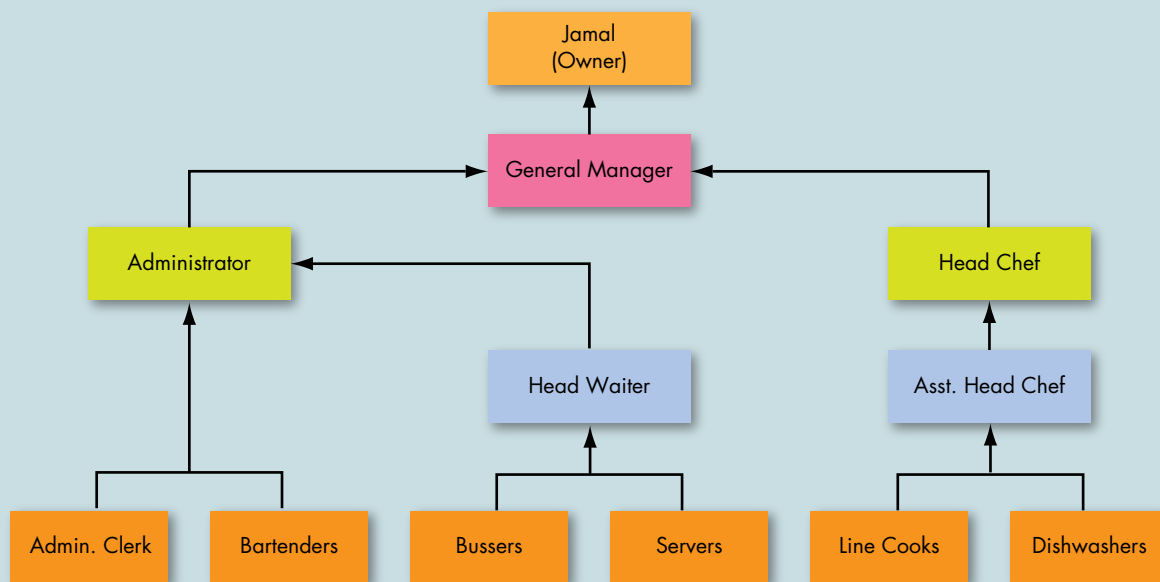 Jamal
(Owner)
General Manager
Administrator
Head Chef
Head Waiter
Asst. Head Chef
Admin. Clerk
Bartenders
Bussers
Servers
Line Cooks
Dishwashers